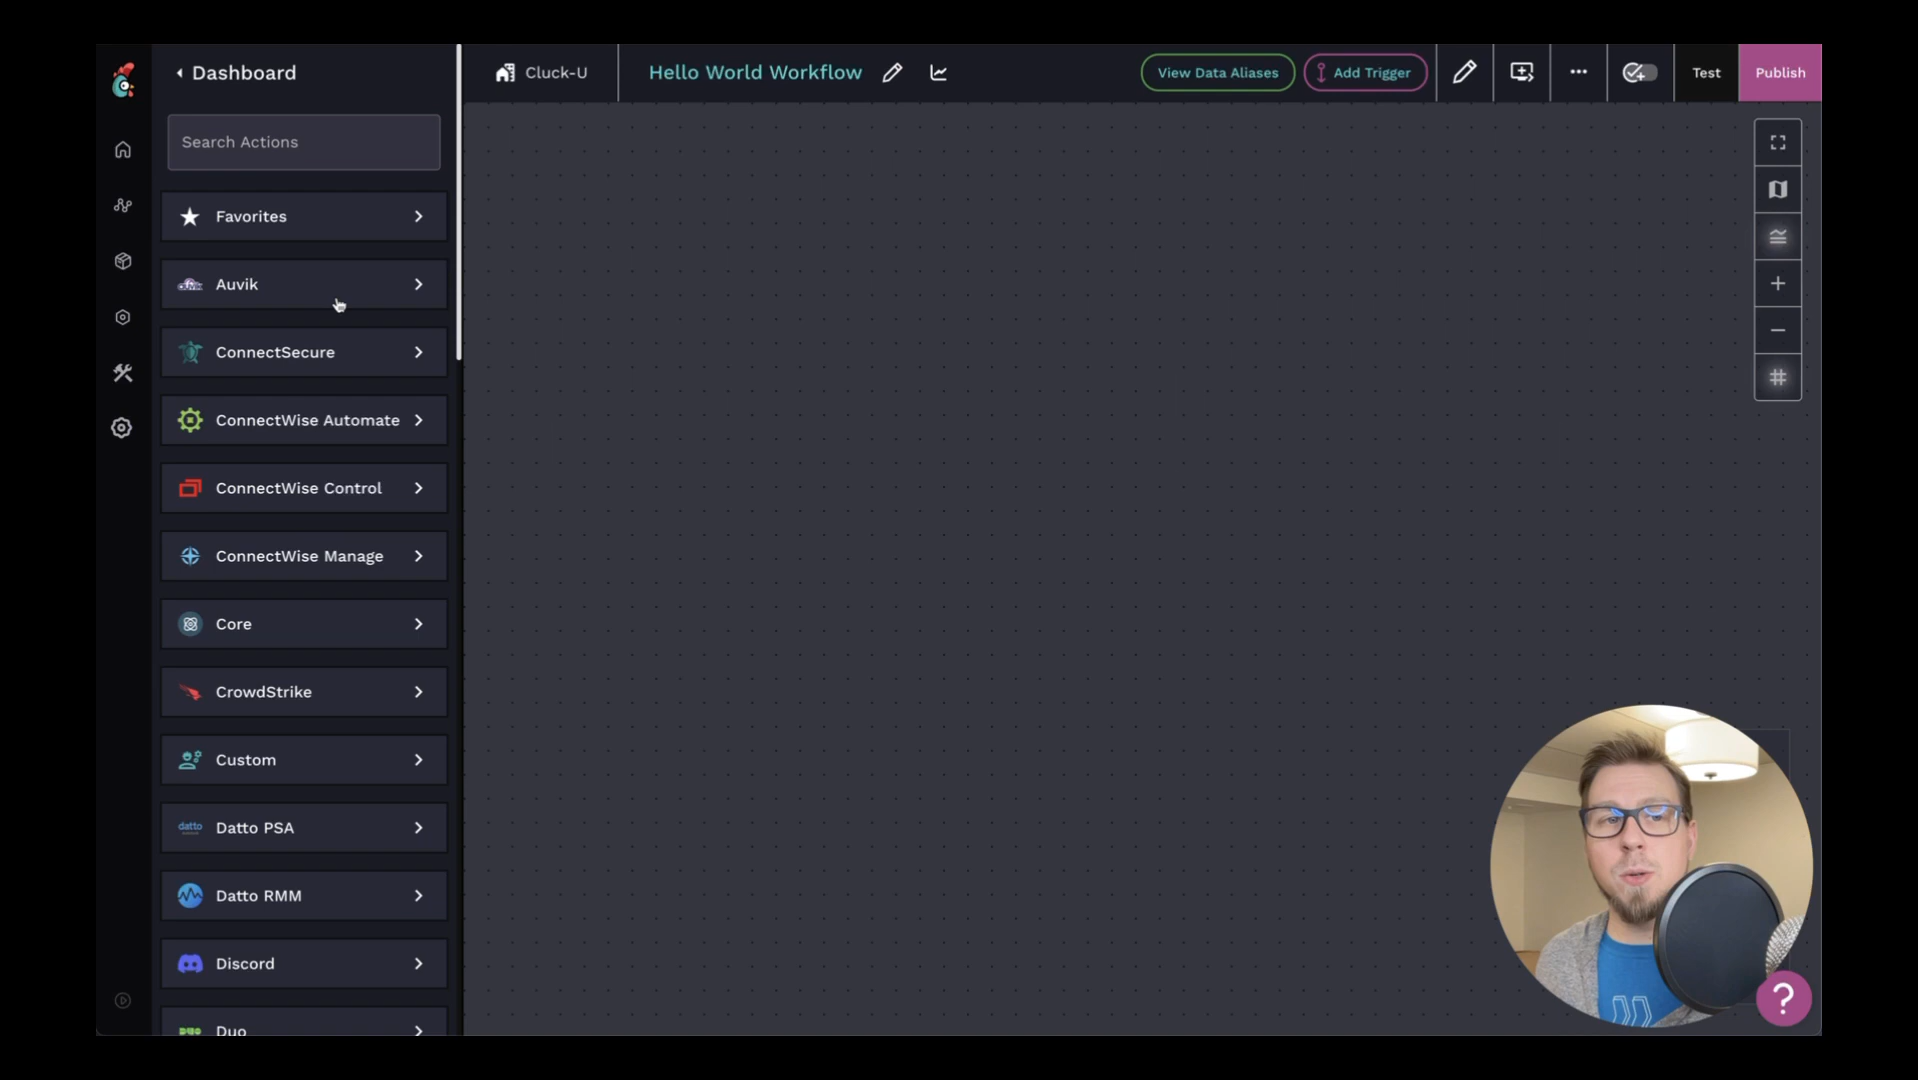 Dashboard
Cluck-U
Hello World Workflow
View Data Aliases
Add Trigger
Test
Publish
Search Actions
Favorites
Auvik
ConnectSecure
ConnectWise Automate
ConnectWise Control
ConnectWise Manage
Core
CrowdStrike
Custom
datto
Datto PSA
Datto RMM
Discord
Duo
?